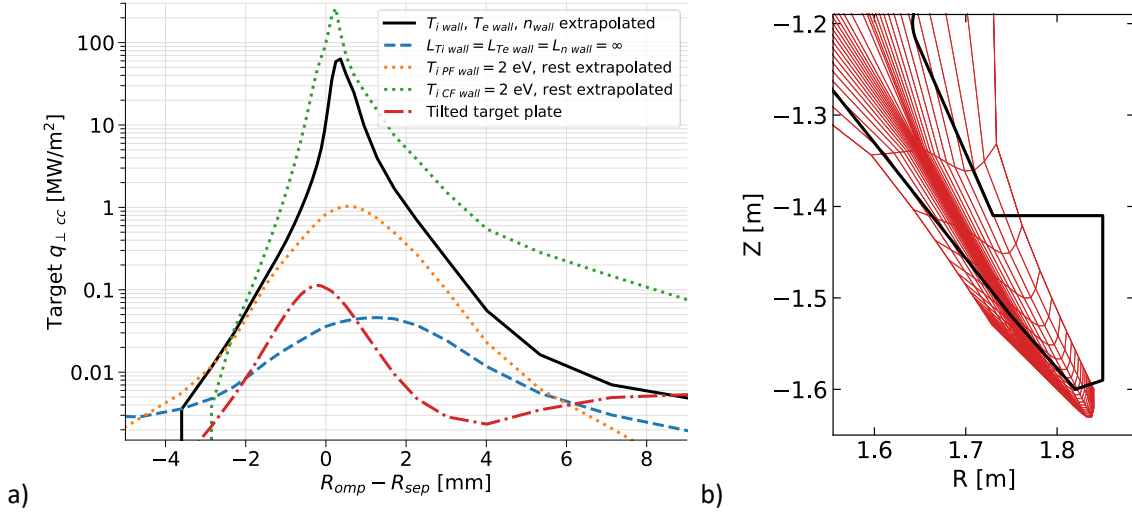 100
10
1
0.1
0.01
Target q⊥ cc [MW/m²]
T_i wall, T_e wall, n_wall extrapolated
L_Ti wall = L_Te wall = L_n wall = ∞
T_i PF wall = 2 eV, rest extrapolated
T_i CF wall = 2 eV, rest extrapolated
Tilted target plate
−4 −2 0 2 4 6 8
R_omp − R_sep [mm]
a)
−1.2
−1.3
−1.4
−1.5
−1.6
Z [m]
1.6 1.7 1.8
R [m]
b)